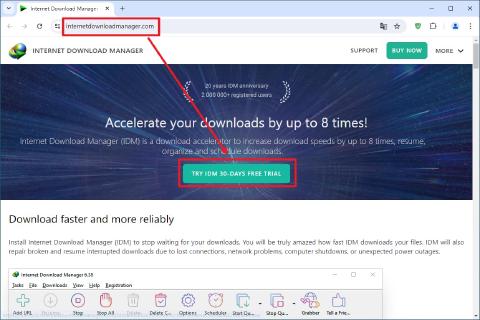 Internet Download Manager:
internetdownloadmanager.com
INTERNET DOWNLOAD MANAGER
SUPPORT
BUY NOW
MORE
20 years IDM anniversary
2 000 000+ registered users
Accelerate your downloads by up to 8 times!
Internet Download Manager (IDM) is a download accelerator to increase download speeds by up to 8 times, resume,
organize and schedule downloads.
TRY IDM 30-DAYS FREE TRIAL
Download faster and more reliably
Install Internet Download Manager (IDM) to stop waiting for your downloads. You will be truly amazed how fast IDM downloads your files. IDM will also
repair broken and resume interrupted downloads due to lost connections, network problems, computer shutdowns, or unexpected power outages.
Internet Download Manager 6.38
Tasks File Downloads View Help Registration
Add URL Resume Stop Stop All Delete Delete C... Options Scheduler Start Qu... Stop Qu... Grabber Tell a Frie...